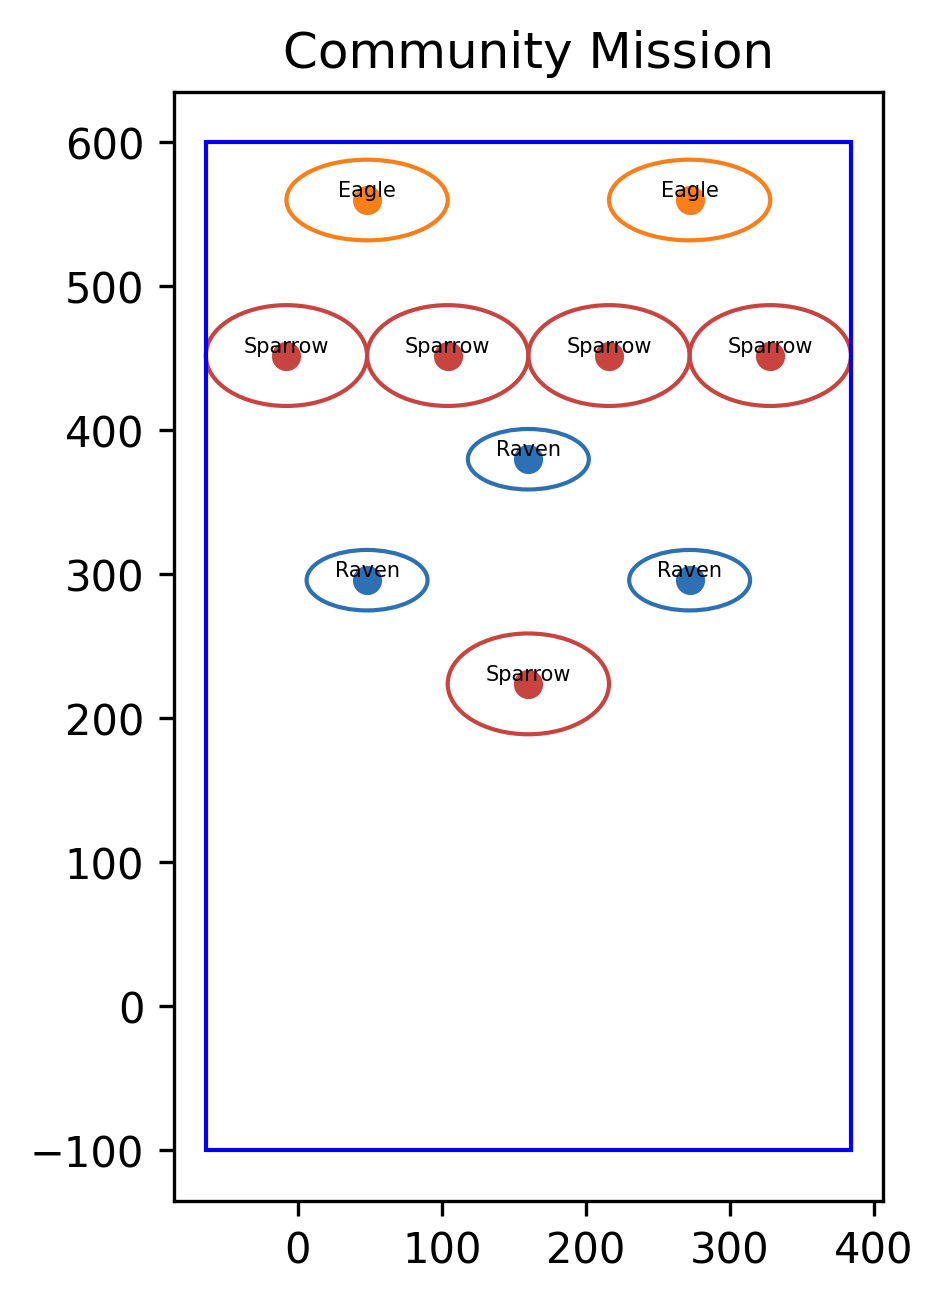 Community Mission
600
Eagle Eagle
500
Sparrow Sparrow Sparrow Sparrow
400
Raven
300
Raven Raven
Sparrow
200
100
0
−100
0 100 200 300 400